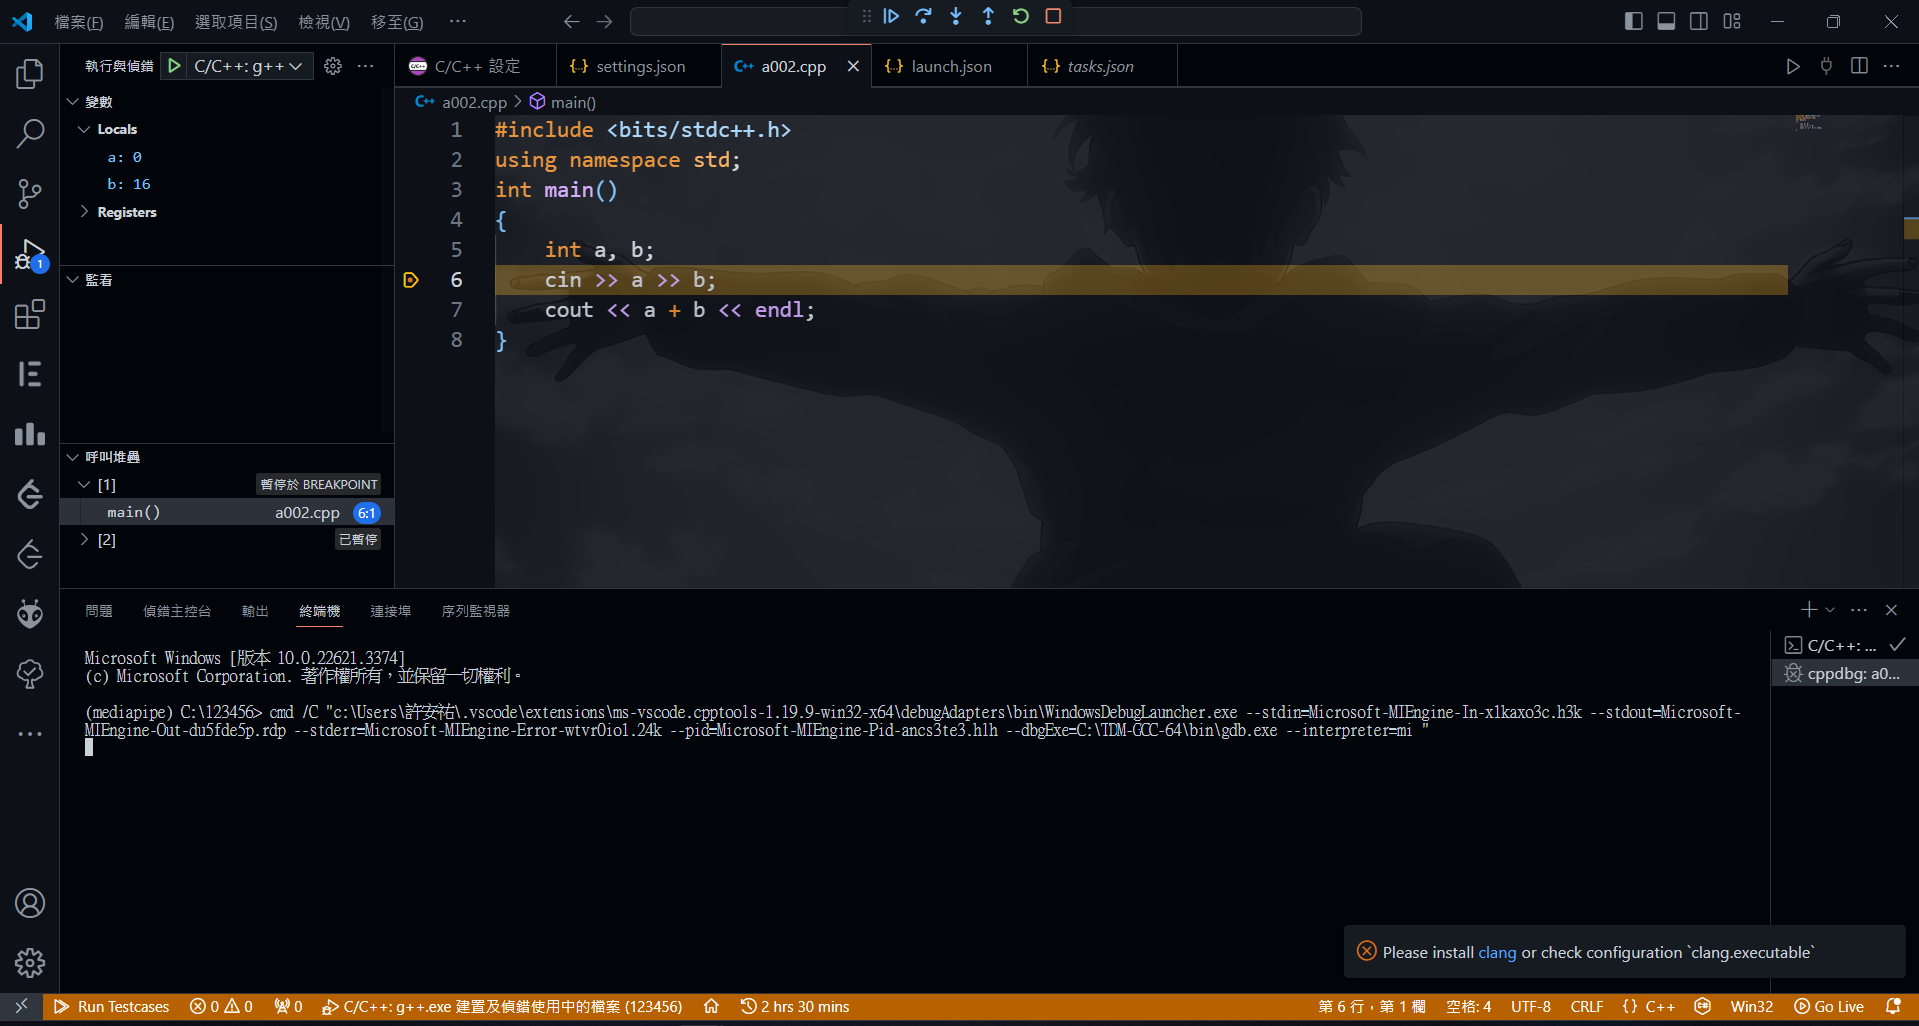 檔案(F) 編輯(E) 選取項目(S) 檢視(V) 移至(G) ···
執行與偵錯 C/C++: g++ ···
C/C++ 設定 settings.json a002.cpp launch.json tasks.json
a002.cpp > main()
變數
Locals
a: 0
b: 16
Registers
監看
呼叫堆疊
[1] 暫停於 BREAKPOINT
main() a002.cpp 6:1
[2] 已暫停
1
1 #include <bits/stdc++.h>
2 using namespace std;
3 int main()
4 {
5 int a, b;
6 cin >> a >> b;
7 cout << a + b << endl;
8 }
問題 偵錯主控台 輸出 終端機 連接埠 序列監視器
C/C++: ...
cppdbg: a0...
Microsoft Windows [版本 10.0.22621.3374]
(c) Microsoft Corporation. 著作權所有，並保留一切權利。
(mediapipe) C:\123456> cmd /C "c:\Users\許安祐\.vscode\extensions\ms-vscode.cpptools-1.19.9-win32-x64\debugAdapters\bin\WindowsDebugLauncher.exe --stdin=Microsoft-MIEngine-In-x1kaxo3c.h3k --stdout=Microsoft-
MIEngine-Out-du5fde5p.rdp --stderr=Microsoft-MIEngine-Error-wtvr0io1.24k --pid=Microsoft-MIEngine-Pid-ancs3te3.hlh --dbgExe=C:\TDM-GCC-64\bin\gdb.exe --interpreter=mi "
Please install clang or check configuration `clang.executable`
Run Testcases 0 0 0 C/C++: g++.exe 建置及偵錯使用中的檔案 (123456) 2 hrs 30 mins 第 6 行，第 1 欄 空格: 4 UTF-8 CRLF {} C++ Win32 Go Live